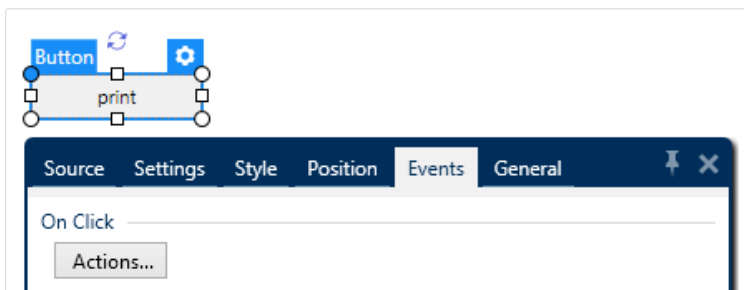 Button
print
Source Settings Style Position Events General
On Click
Actions...